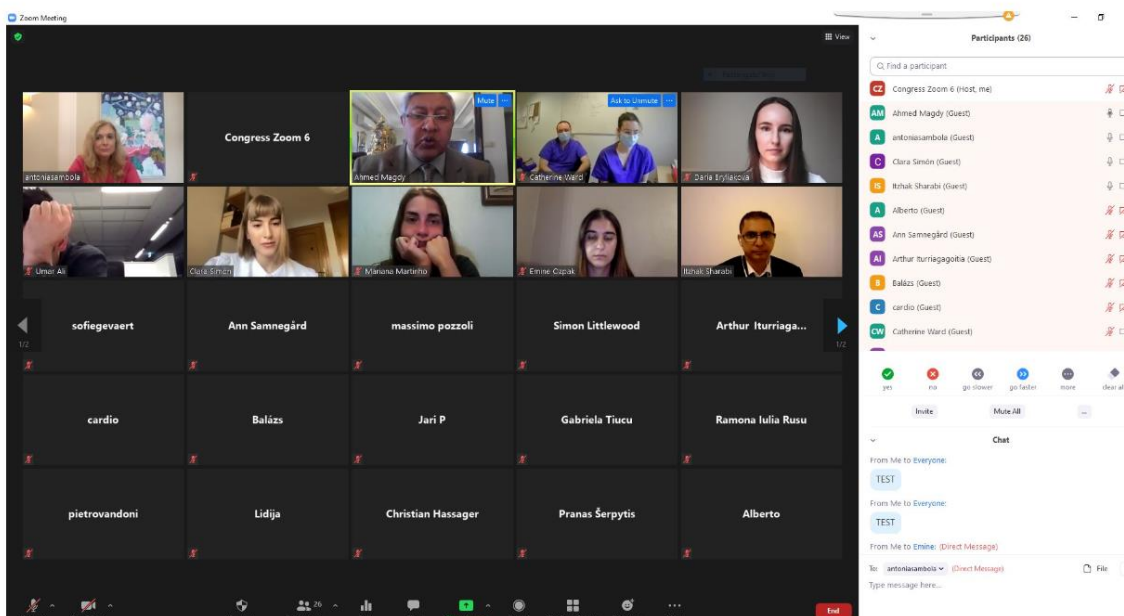 Zoom Meeting
View
Participants (26)
Find a participant
Congress Zoom 6 (Host, me)
Ahmed Magdy (Guest)
antoniasambola (Guest)
Clara Simón (Guest)
Itzhak Sharabi (Guest)
Alberto (Guest)
Ann Samnegård (Guest)
Arthur Iturriagagoitia (Guest)
Balázs (Guest)
cardio (Guest)
Catherine Ward (Guest)
CZ
AM
A
C
IS
A
AS
AI
B
C
CW
yes
no
go slower
go faster
more
clear all
Invite
Mute All
...
Chat
From Me to Everyone:
TEST
From Me to Everyone:
TEST
From Me to Emine: (Direct Message)
To: antoniasambola (Direct Message)
File
Type message here...
antoniasambola
Congress Zoom 6
Mute
Ahmed Magdy
Ask to Unmute
Catherine Ward
Umar Ali
Clara Simón
Mariana Martinho
Emine Ozpak
Itzhak Sharabi
sofiegevaert
Ann Samnegård
massimo pozzoli
Simon Littlewood
Arthur Iturriaga...
1/2
1/2
cardio
Balázs
Jari P
Gabriela Tiucu
Ramona Iulia Rusu
pietrovandoni
Lidija
Christian Hassager
Pranas Šerpytis
Alberto
26
End